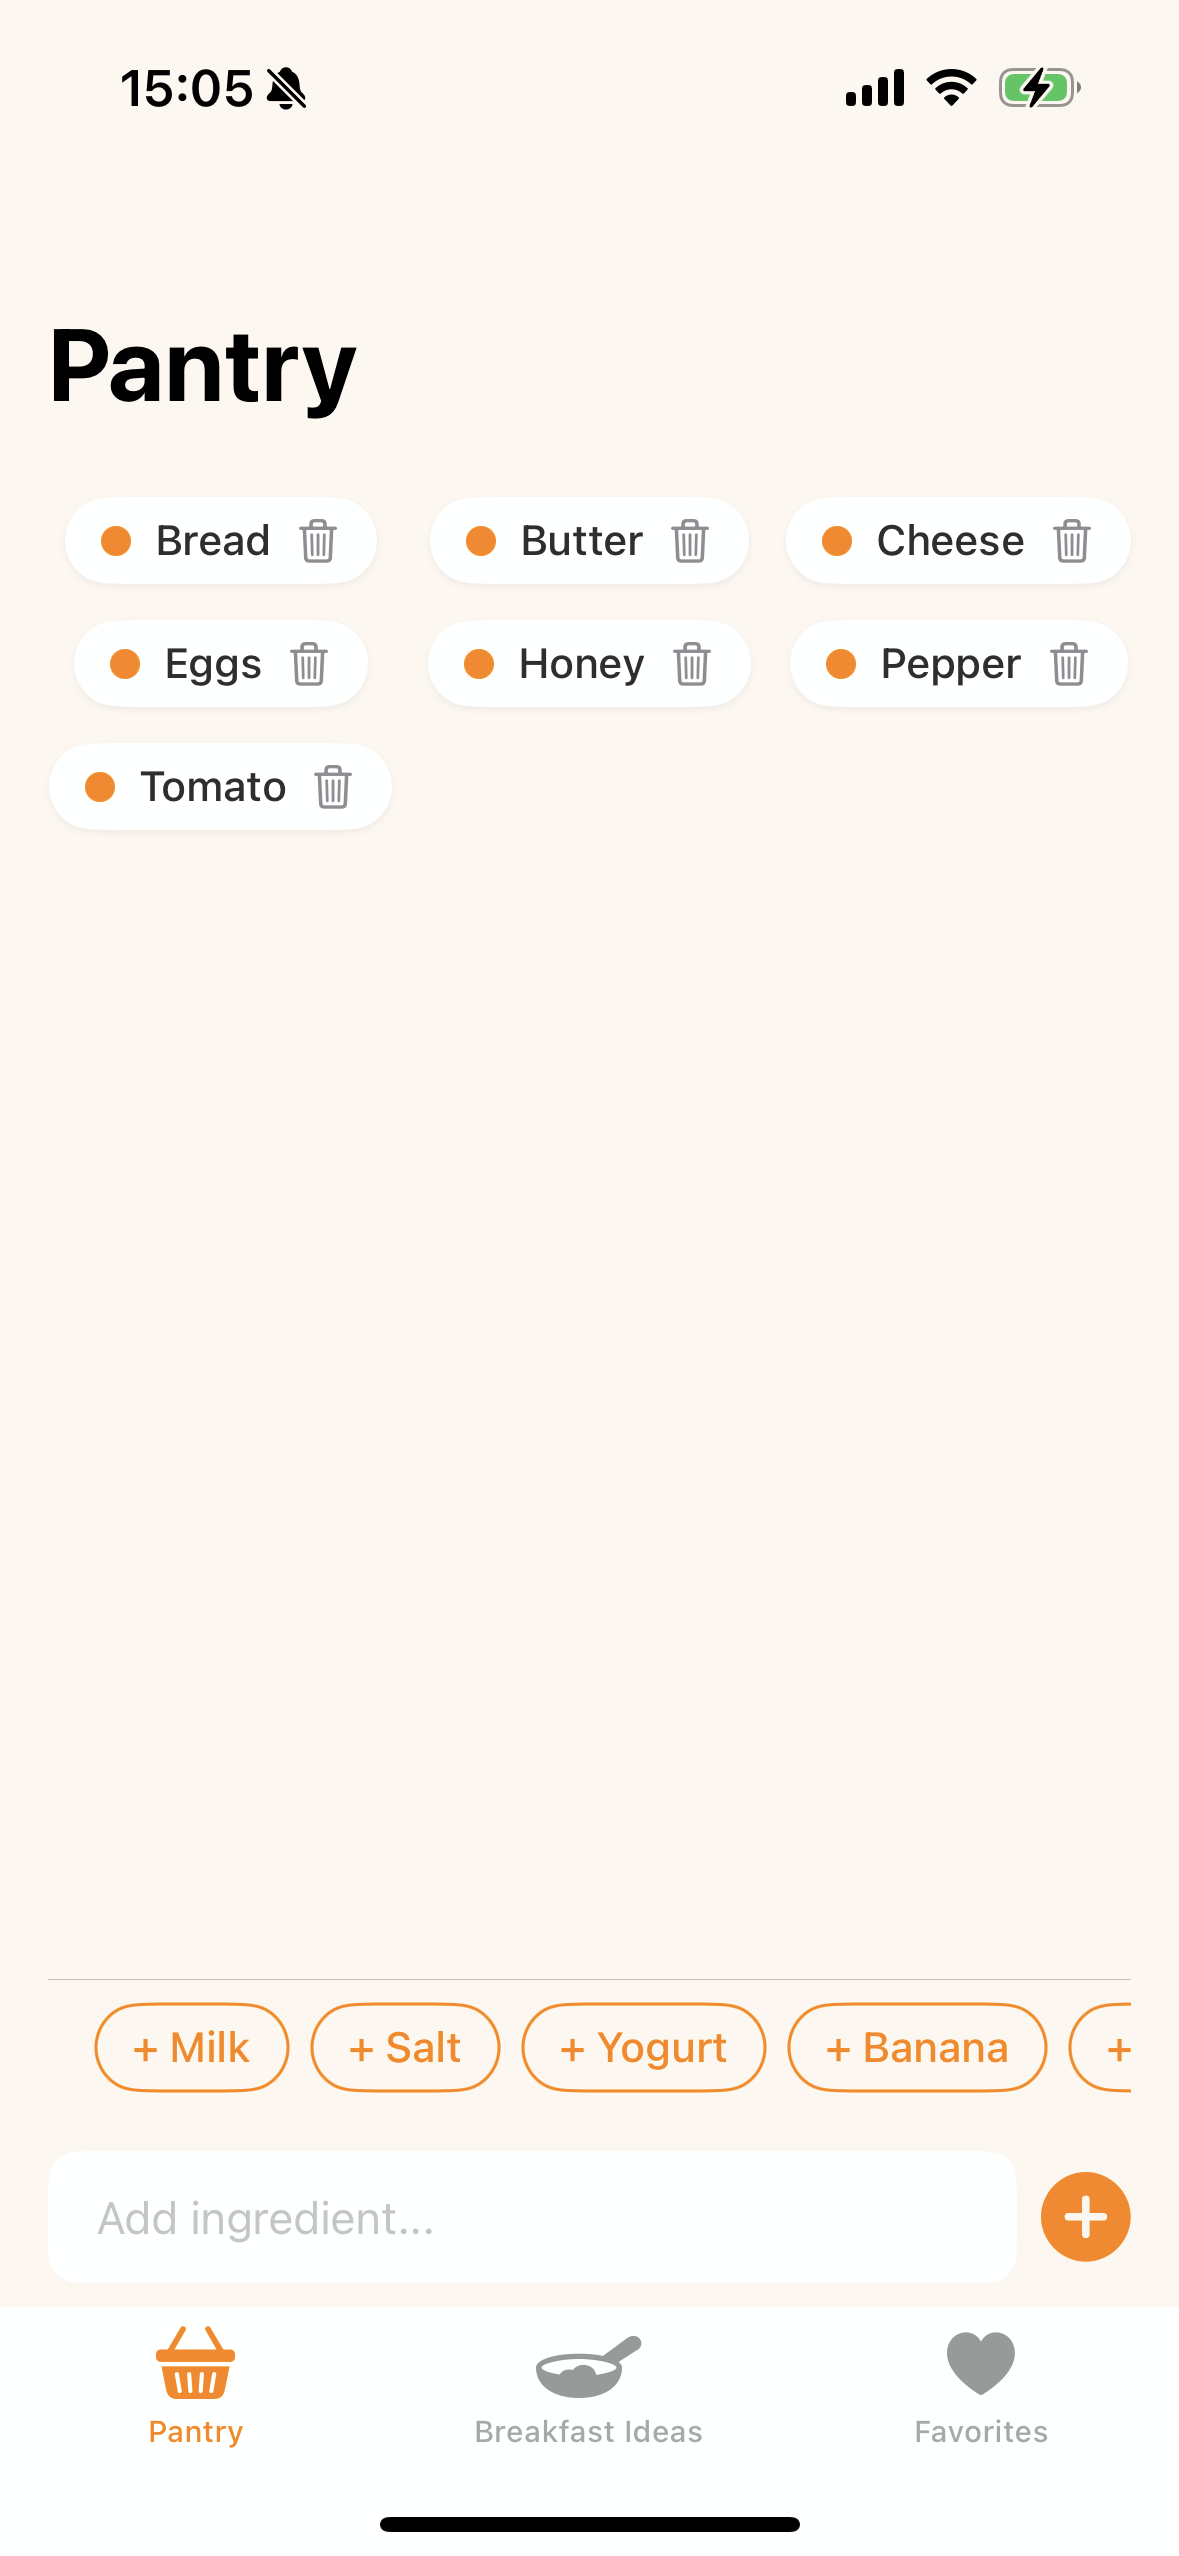 15:05
Pantry
Bread Butter Cheese
Eggs Honey Pepper
Tomato
+ Milk + Salt + Yogurt + Banana +
Add ingredient...
Pantry Breakfast Ideas Favorites